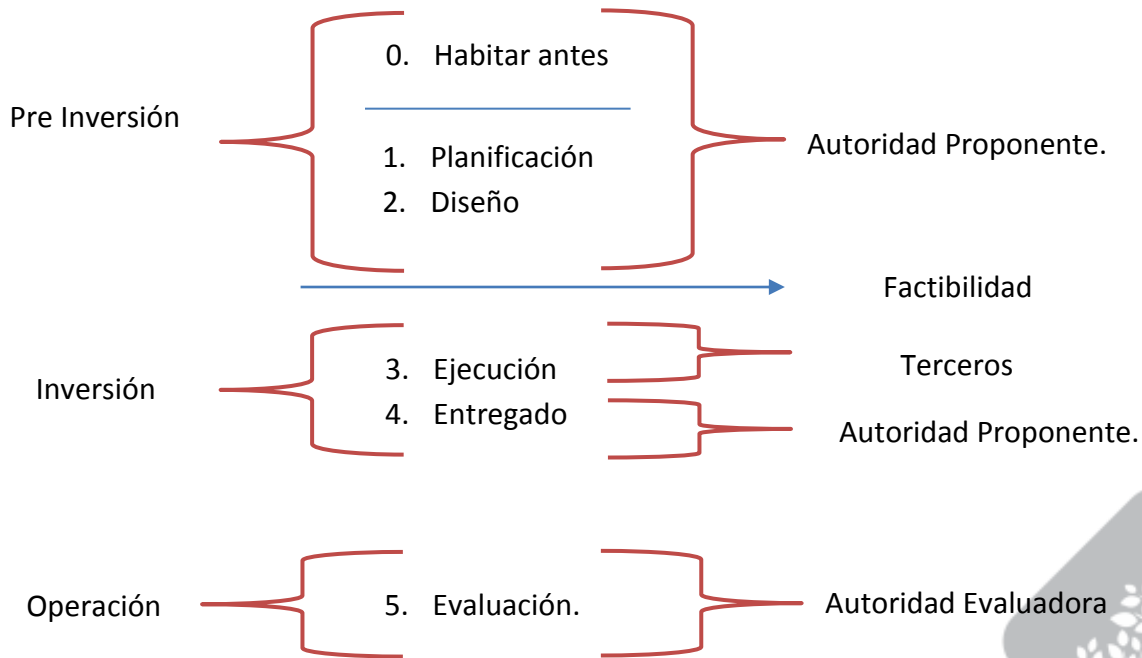 0. Habitar antes
Pre Inversión
1. Planificación
Autoridad Proponente.
2. Diseño
Factibilidad
3. Ejecución
Terceros
Inversión
4. Entregado
Autoridad Proponente.
Operación
5. Evaluación.
Autoridad Evaluadora